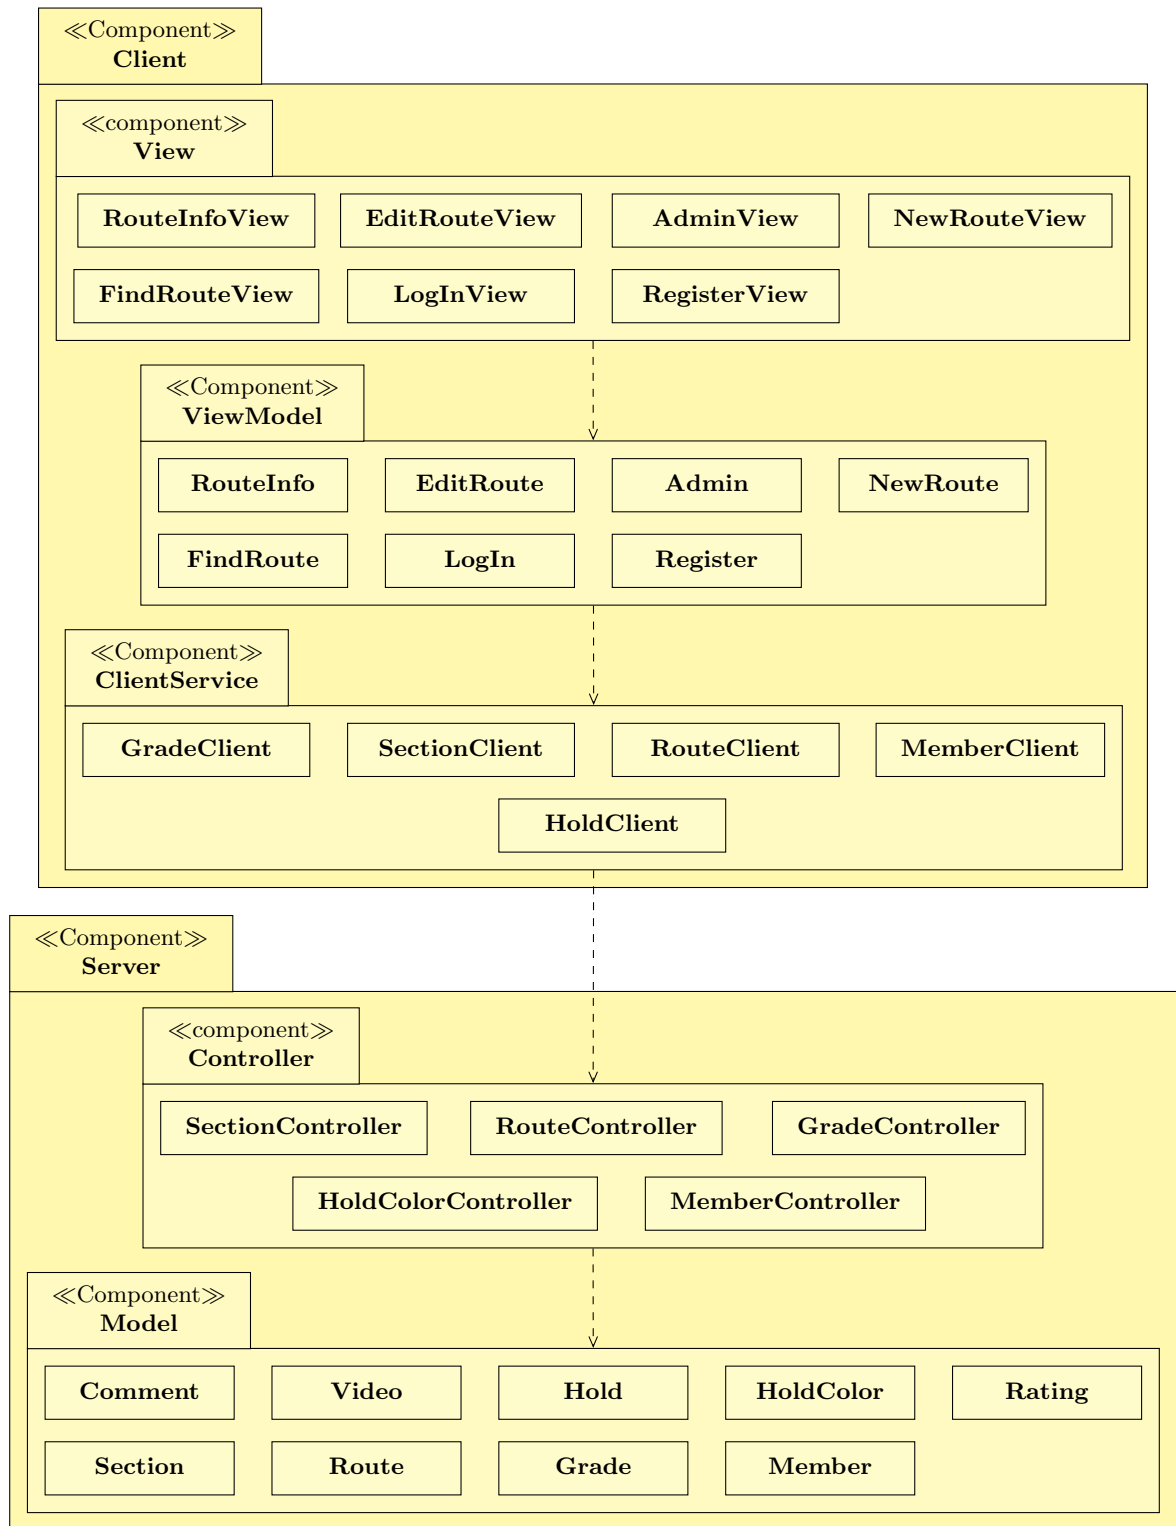 ≪Component≫
Client
≪component≫
View
RouteInfoView EditRouteView AdminView NewRouteView
FindRouteView LogInView RegisterView
≪Component≫
ViewModel
RouteInfo EditRoute Admin NewRoute
FindRoute LogIn Register
≪Component≫
ClientService
GradeClient SectionClient RouteClient MemberClient
HoldClient
≪Component≫
Server
≪component≫
Controller
SectionController RouteController GradeController
HoldColorController MemberController
≪Component≫
Model
Comment Video Hold HoldColor Rating
Section Route Grade Member